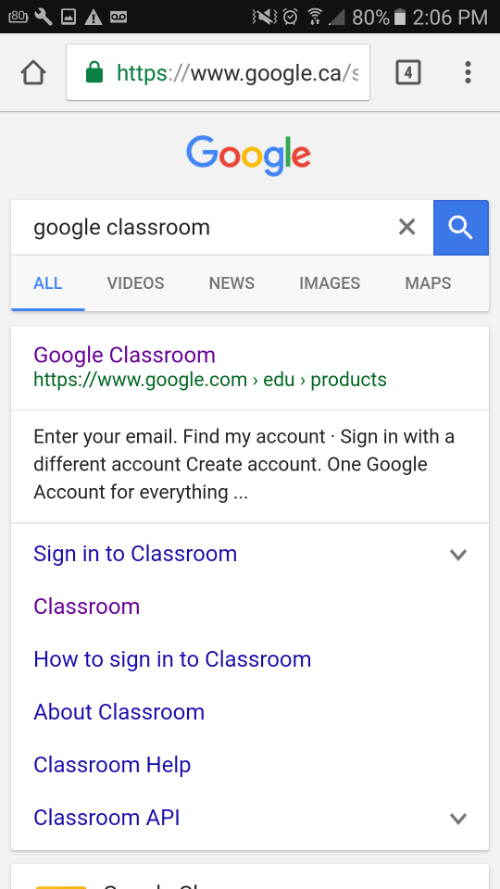 80 80% 2:06 PM
https://www.google.ca/s 4
Google
google classroom
ALL VIDEOS NEWS IMAGES MAPS
Google Classroom
https://www.google.com › edu › products
Enter your email. Find my account · Sign in with a
different account Create account. One Google
Account for everything ...
Sign in to Classroom
Classroom
How to sign in to Classroom
About Classroom
Classroom Help
Classroom API